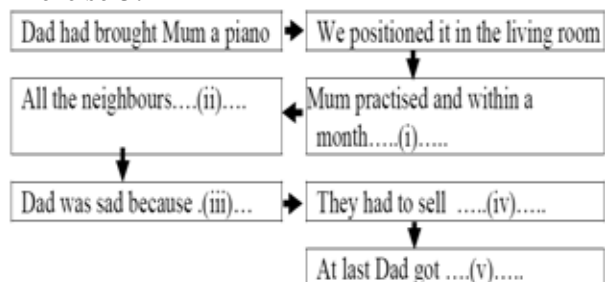 Dad had brought Mum a piano
We positioned it in the living room
Mum practised and within a
month.....(i).....
All the neighbours....(ii)....
Dad was sad because .(iii)...
They had to sell .....(iv).....
At last Dad got ....(v).....